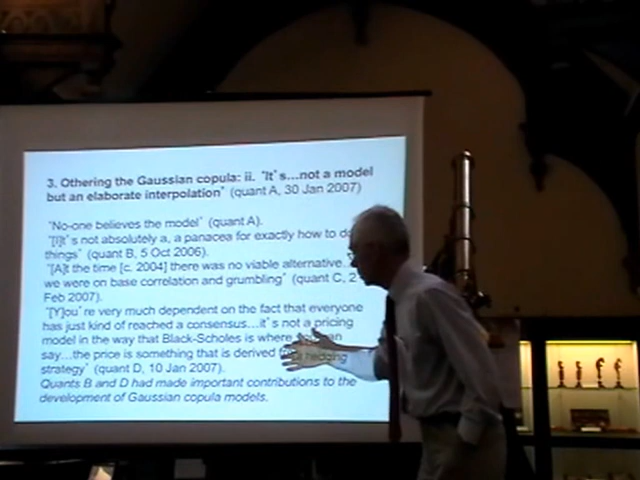 3. Othering the Gaussian copula: ii. "It's...not a model
but an elaborate interpolation" (quant A, 30 Jan 2007)
"No-one believes the model" (quant A).
"[I]t's not absolutely a, a panacea for exactly how to do
things" (quant B, 5 Oct 2006).
"[A]t the time [c. 2004] there was no viable alternative...
we were on base correlation and grumbling" (quant C, 2
Feb 2007).
"[Y]ou're very much dependent on the fact that everyone
has just kind of reached a consensus...it's not a pricing
model in the way that Black-Scholes is where
say...the price is something that is derived hedging
strategy" (quant D, 10 Jan 2007).
Quants B and D had made important contributions to the
development of Gaussian copula models.